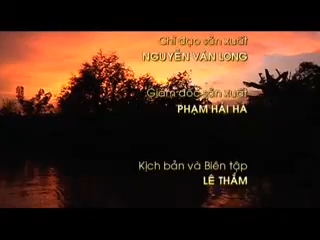 Chỉ đạo sản xuất
NGUYỄN VĂN LONG
Giám đốc sản xuất
PHẠM HẢI HÀ
Kịch bản và Biên tập
LÊ THẮM